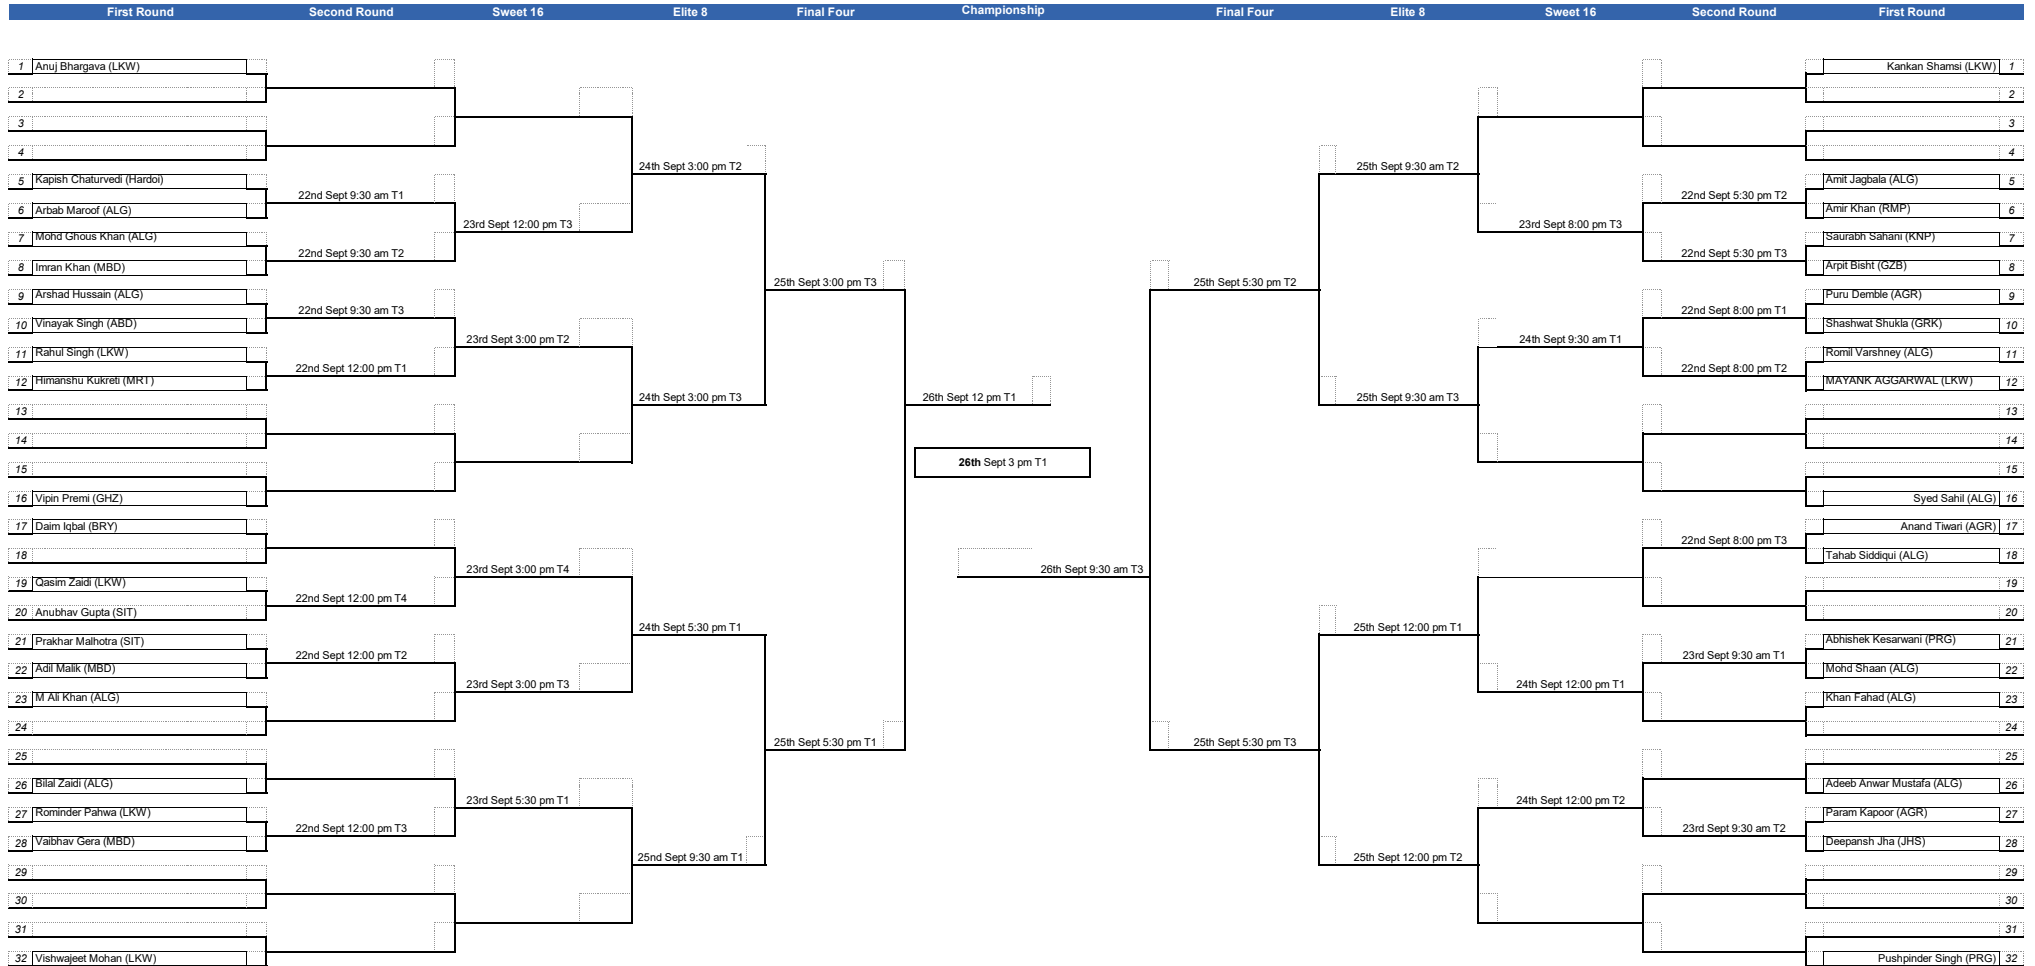 First Round Second Round Sweet 16 Elite 8 Final Four Championship Final Four Elite 8 Sweet 16 Second Round First Round
1 Anuj Bhargava (LKW) Kankan Shamsi (LKW) 1
2 2
3 3
4 4
24th Sept 3:00 pm T2 25th Sept 9:30 am T2
5 Kapish Chaturvedi (Hardoi) Amit Jagbala (ALG) 5
22nd Sept 9:30 am T1 22nd Sept 5:30 pm T2
6 Arbab Maroof (ALG) Amir Khan (RMP) 6
23rd Sept 12:00 pm T3 23rd Sept 8:00 pm T3
7 Mohd Ghous Khan (ALG) Saurabh Sahani (KNP) 7
22nd Sept 9:30 am T2 22nd Sept 5:30 pm T3
8 Imran Khan (MBD) Arpit Bisht (GZB) 8
25th Sept 3:00 pm T3 25th Sept 5:30 pm T2
9 Arshad Hussain (ALG) Puru Demble (AGR) 9
22nd Sept 9:30 am T3 22nd Sept 8:00 pm T1
10 Vinayak Singh (ABD) Shashwat Shukla (GRK) 10
23rd Sept 3:00 pm T2 24th Sept 9:30 am T1
11 Rahul Singh (LKW) Romil Varshney (ALG) 11
22nd Sept 12:00 pm T1 22nd Sept 8:00 pm T2
12 Himanshu Kukreti (MRT) MAYANK AGGARWAL (LKW) 12
24th Sept 3:00 pm T3 26th Sept 12 pm T1 25th Sept 9:30 am T3
13 13
14 14
26th Sept 3 pm T1
15 15
16 Vipin Premi (GHZ) Syed Sahil (ALG) 16
17 Daim Iqbal (BRY) Anand Tiwari (AGR) 17
22nd Sept 8:00 pm T3
18 Tahab Siddiqui (ALG) 18
23rd Sept 3:00 pm T4 26th Sept 9:30 am T3
19 Qasim Zaidi (LKW) 19
22nd Sept 12:00 pm T4
20 Anubhav Gupta (SIT) 20
24th Sept 5:30 pm T1 25th Sept 12:00 pm T1
21 Prakhar Malhotra (SIT) Abhishek Kesarwani (PRG) 21
22nd Sept 12:00 pm T2 23rd Sept 9:30 am T1
22 Adil Malik (MBD) Mohd Shaan (ALG) 22
23rd Sept 3:00 pm T3 24th Sept 12:00 pm T1
23 M Ali Khan (ALG) Khan Fahad (ALG) 23
24 24
25th Sept 5:30 pm T1 25th Sept 5:30 pm T3
25 25
26 Bilal Zaidi (ALG) Adeeb Anwar Mustafa (ALG) 26
23rd Sept 5:30 pm T1 24th Sept 12:00 pm T2
27 Rominder Pahwa (LKW) Param Kapoor (AGR) 27
22nd Sept 12:00 pm T3 23rd Sept 9:30 am T2
28 Vaibhav Gera (MBD) Deepansh Jha (JHS) 28
25nd Sept 9:30 am T1 25th Sept 12:00 pm T2
29 29
30 30
31 31
32 Vishwajeet Mohan (LKW) Pushpinder Singh (PRG) 32